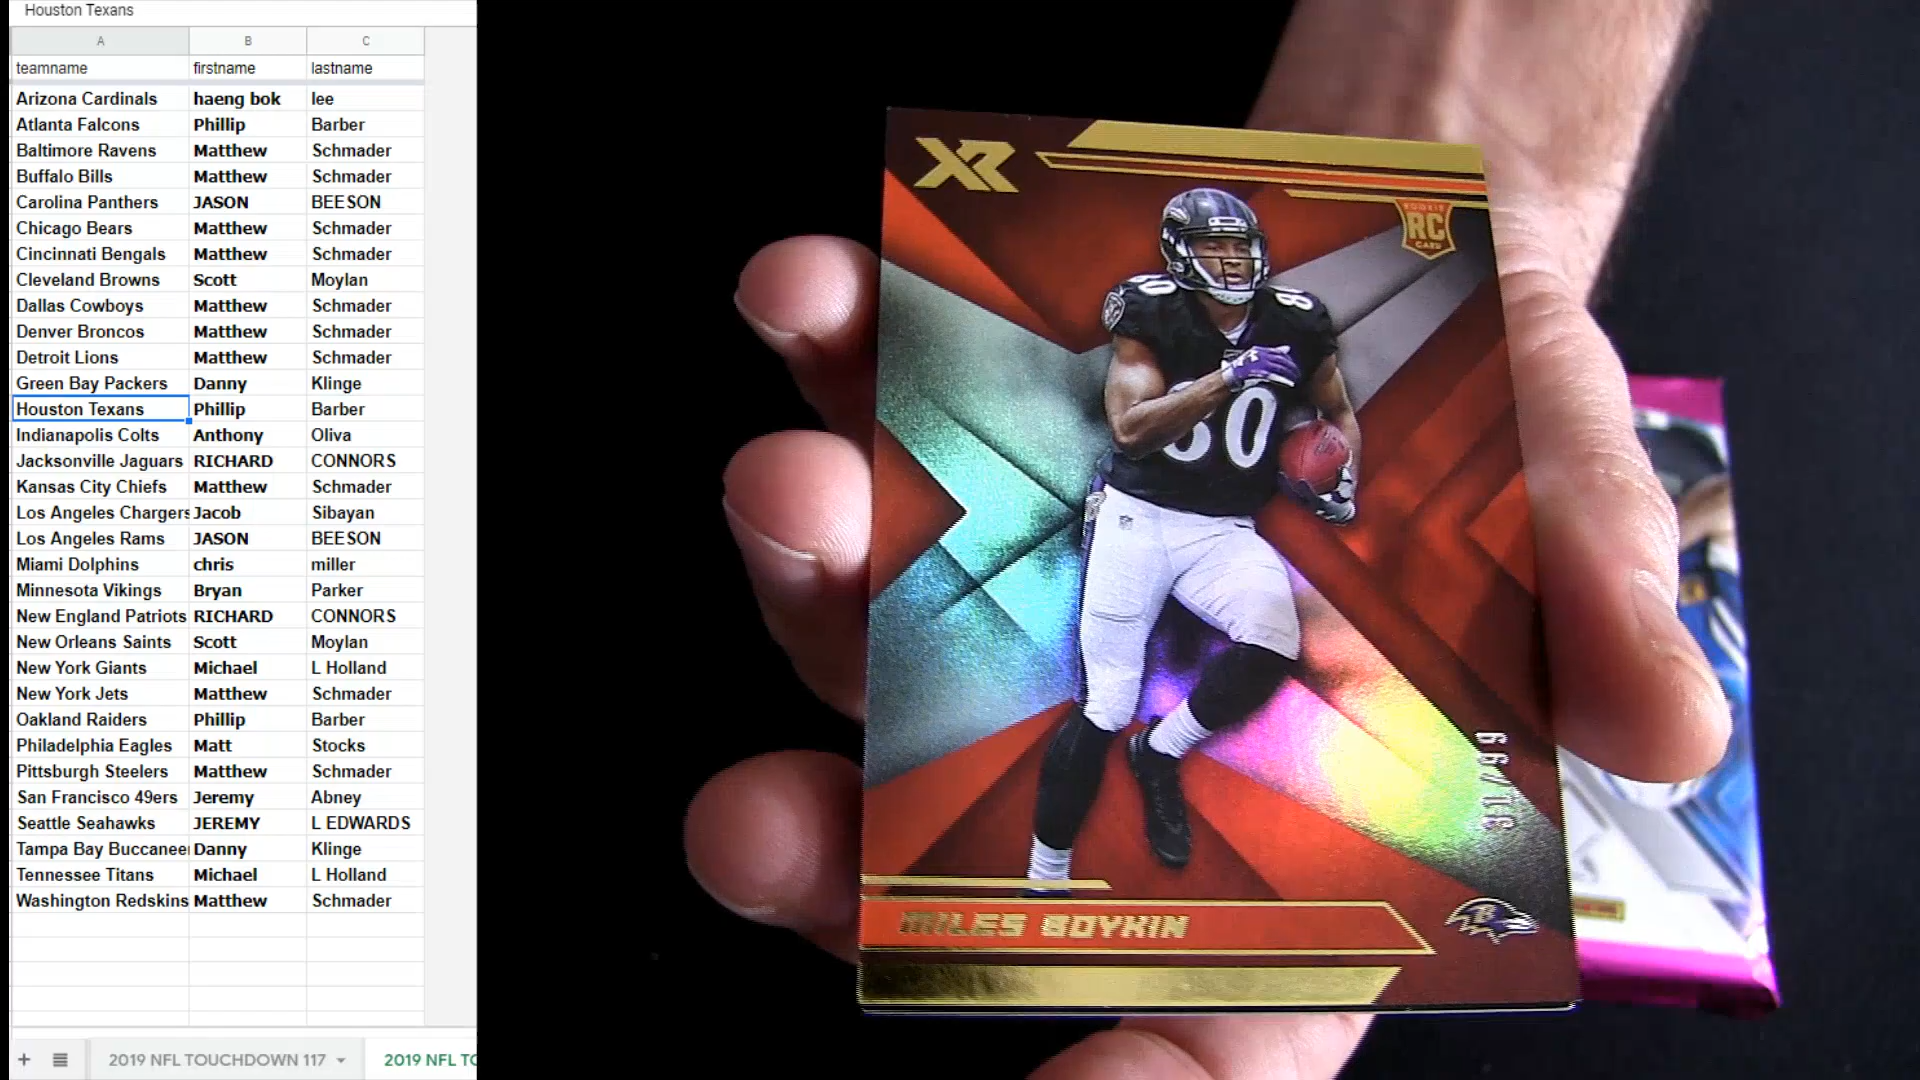 Houston Texans
A B C
teamname firstname lastname
Arizona Cardinals haeng bok lee
Atlanta Falcons Phillip Barber
Baltimore Ravens Matthew Schmader
Buffalo Bills Matthew Schmader
Carolina Panthers JASON BEESON
Chicago Bears Matthew Schmader
Cincinnati Bengals Matthew Schmader
Cleveland Browns Scott Moylan
Dallas Cowboys Matthew Schmader
Denver Broncos Matthew Schmader
Detroit Lions Matthew Schmader
Green Bay Packers Danny Klinge
Houston Texans Phillip Barber
Indianapolis Colts Anthony Oliva
Jacksonville Jaguars RICHARD CONNORS
Kansas City Chiefs Matthew Schmader
Los Angeles Chargers Jacob Sibayan
Los Angeles Rams JASON BEESON
Miami Dolphins chris miller
Minnesota Vikings Bryan Parker
New England Patriots RICHARD CONNORS
New Orleans Saints Scott Moylan
New York Giants Michael L Holland
New York Jets Matthew Schmader
Oakland Raiders Phillip Barber
Philadelphia Eagles Matt Stocks
Pittsburgh Steelers Matthew Schmader
San Francisco 49ers Jeremy Abney
Seattle Seahawks JEREMY L EDWARDS
Tampa Bay Buccanee Danny Klinge
Tennessee Titans Michael L Holland
Washington Redskins Matthew Schmader
+ 2019 NFL TOUCHDOWN 117 2019 NFL TO
XR
ROOKIE
RC
CARD
80 80
80
31/99
MILES BOYKIN
B